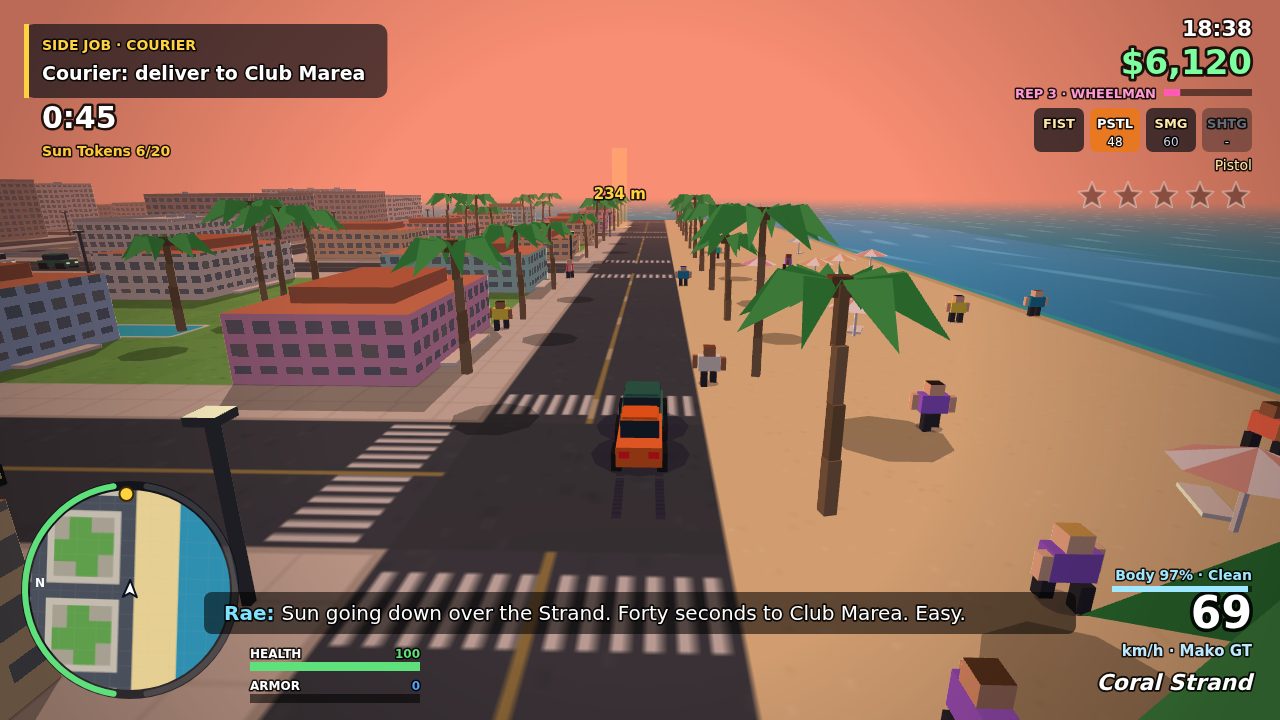 SIDE JOB · COURIER
Courier: deliver to Club Marea
0:45
Sun Tokens 6/20
18:38
$6,120
REP 3 · WHEELMAN
FIST
PSTL
48
SMG
60
SHTG
-
Pistol
234 m
N
Rae: Sun going down over the Strand. Forty seconds to Club Marea. Easy.
HEALTH 100
ARMOR 0
Body 97% · Clean
69
km/h · Mako GT
Coral Strand